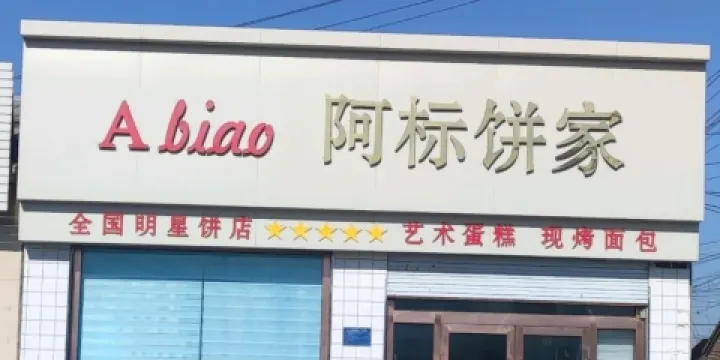 A biao 阿标饼家
全国明星饼店 ★★★★★ 艺术蛋糕 现烤面包